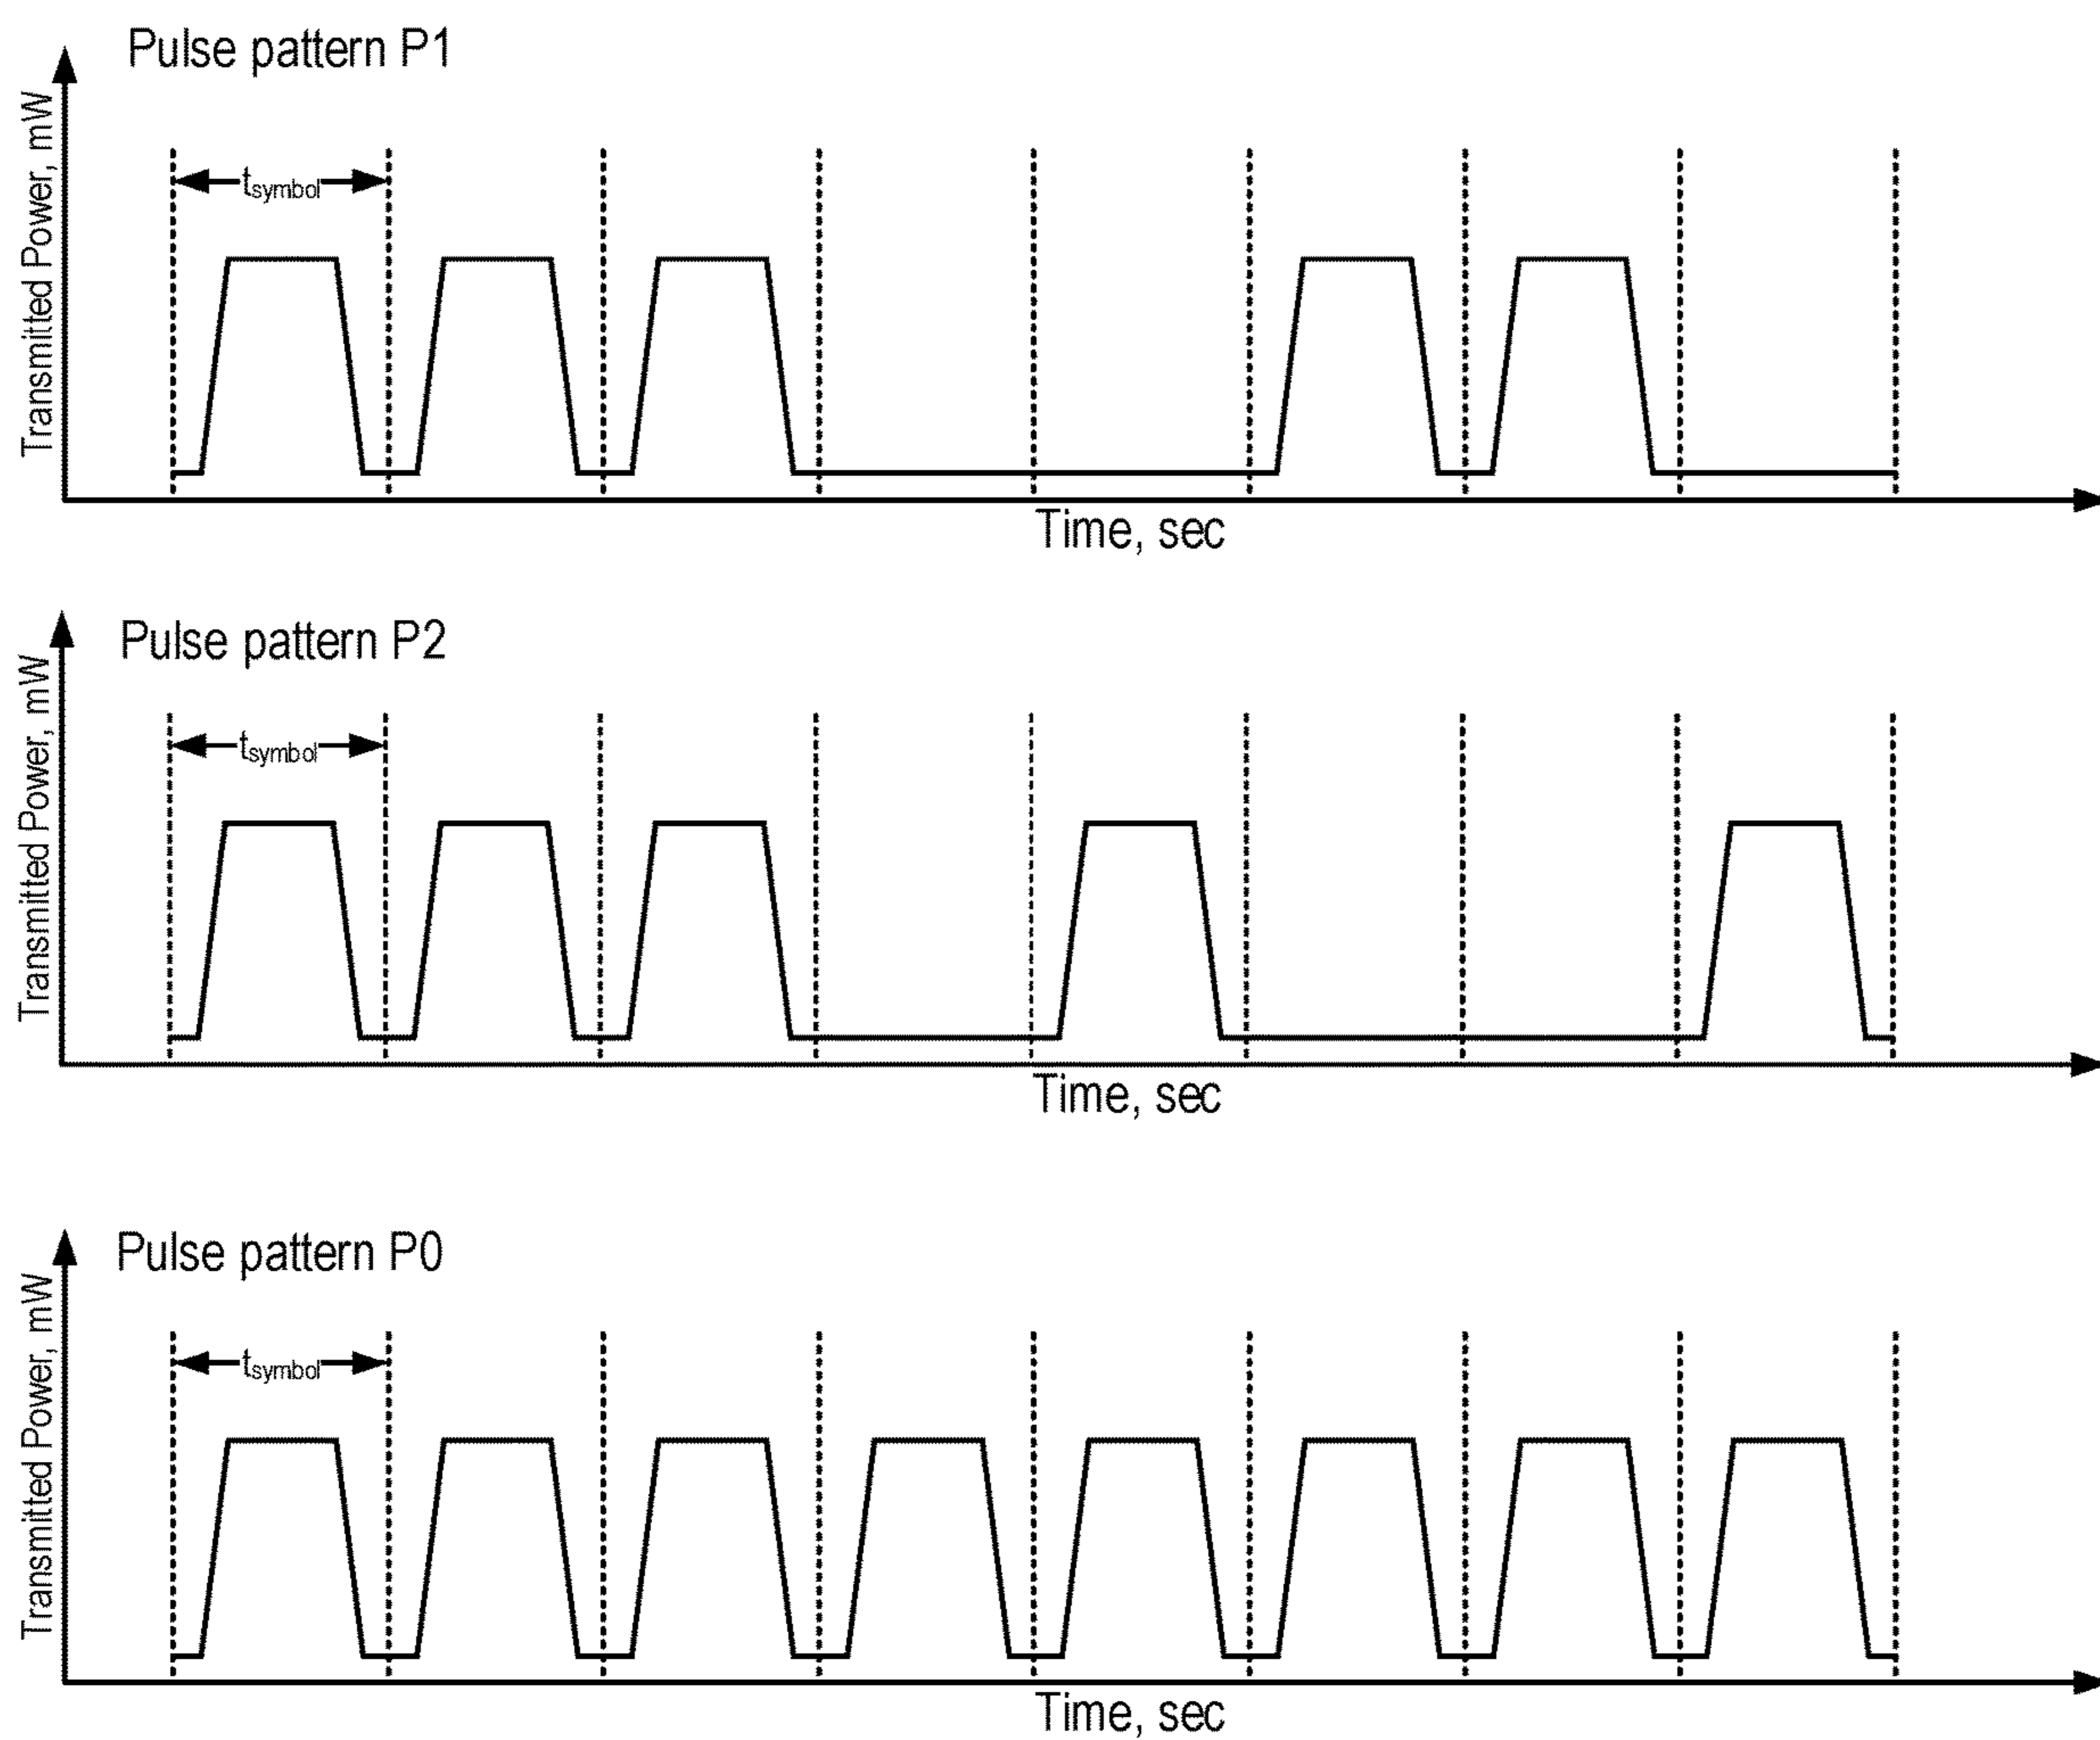 Pulse pattern P1
Transmitted Power, mW
tsymbol
Time, sec
Pulse pattern P2
Transmitted Power, mW
tsymbol
Time, sec
Pulse pattern P0
Transmitted Power, mW
tsymbol
Time, sec